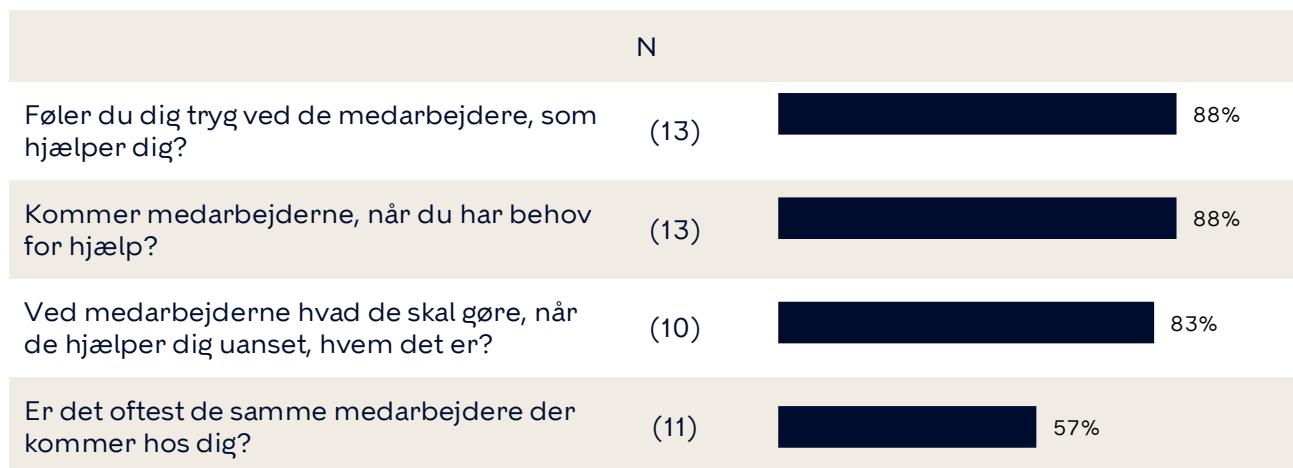 N
Føler du dig tryg ved de medarbejdere, som
hjælper dig?
(13)
88%
Kommer medarbejderne, når du har behov
for hjælp?
(13)
88%
Ved medarbejderne hvad de skal gøre, når
de hjælper dig uanset, hvem det er?
(10)
83%
Er det oftest de samme medarbejdere der
kommer hos dig?
(11)
57%